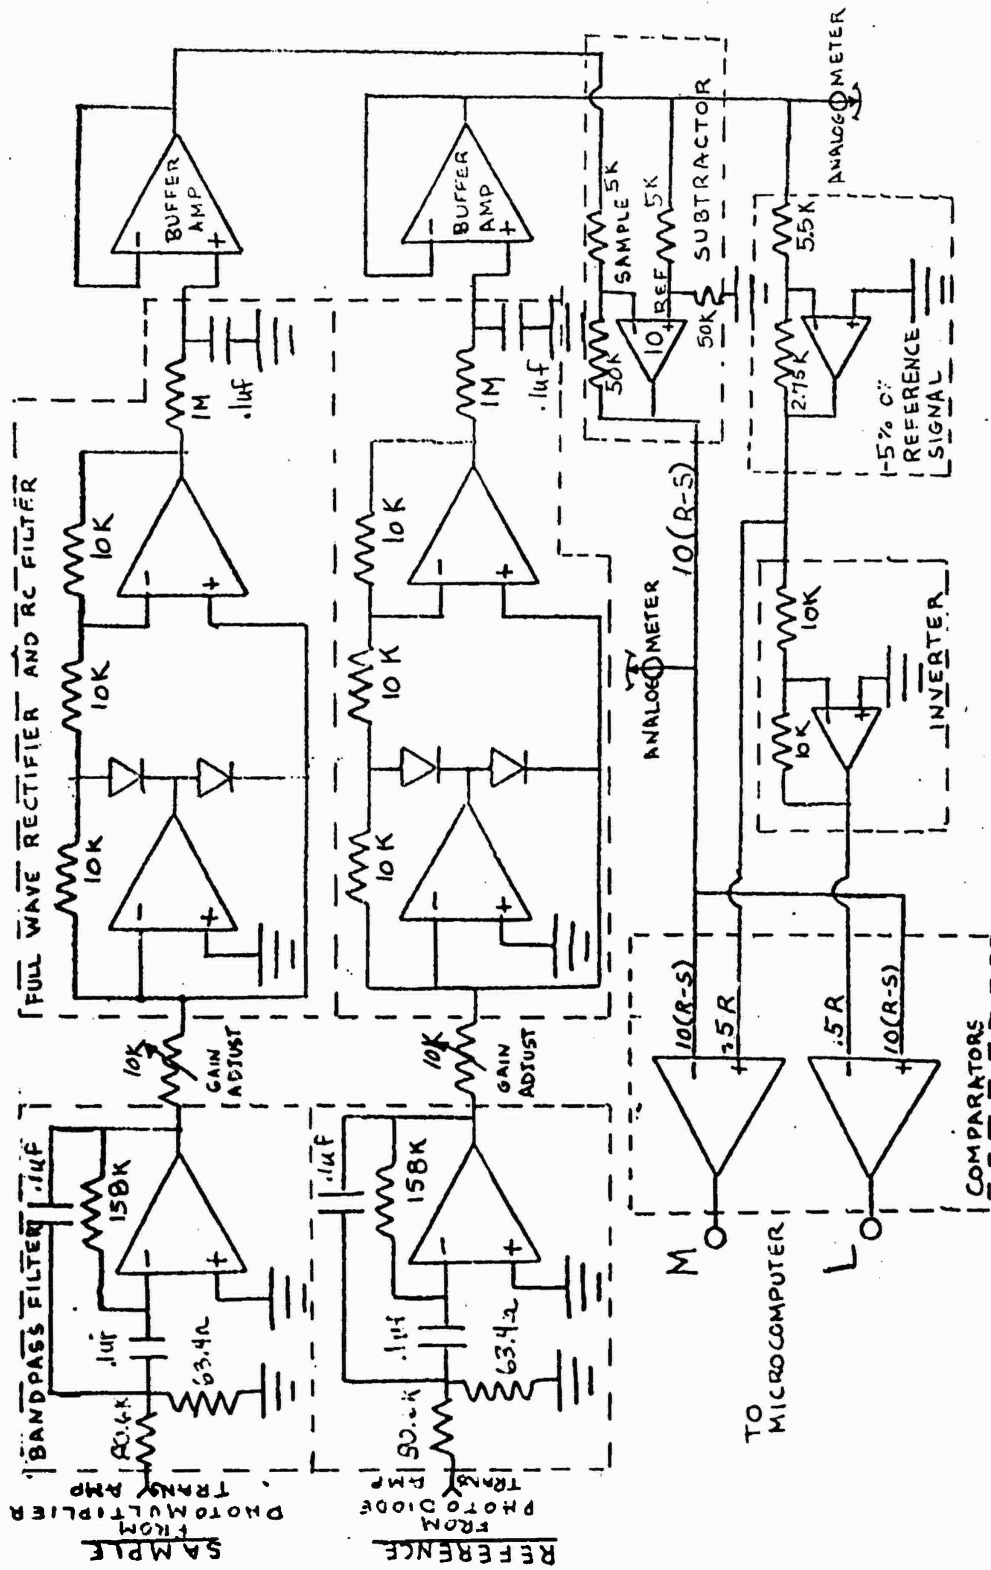 SAMPLE
FROM
PHOTOMULTIPLIER
TRANS AMP
BANDPASS FILTER
.1uF
158K
.1uF
63.4Ω
-
+
10K
GAIN
ADJUST
FULL WAVE RECTIFIER AND RC FILTER
10K
10K
10K
-
+
-
+
1M
.1uf
BUFFER
AMP
-
+
REFERENCE
FROM
PHOTODIODE
TRANS AMP
.1uF
158K
.1uF
63.4Ω
-
+
10K
GAIN
ADJUST
10K
10K
10K
-
+
-
+
1M
.1uf
BUFFER
AMP
-
+
50K
SAMPLE 5K
10
REF 5K
50K
SUBTRACTOR
10(R-S)
ANALOG METER
ANALOG METER
5.5K
2.75K
-
+
REFERENCE
SIGNAL
10K
10K
-
+
INVERTER
M
10(R-S)
-
+
.5R
TO
MICROCOMPUTER
L
.5R
-
+
10(R-S)
COMPARATORS